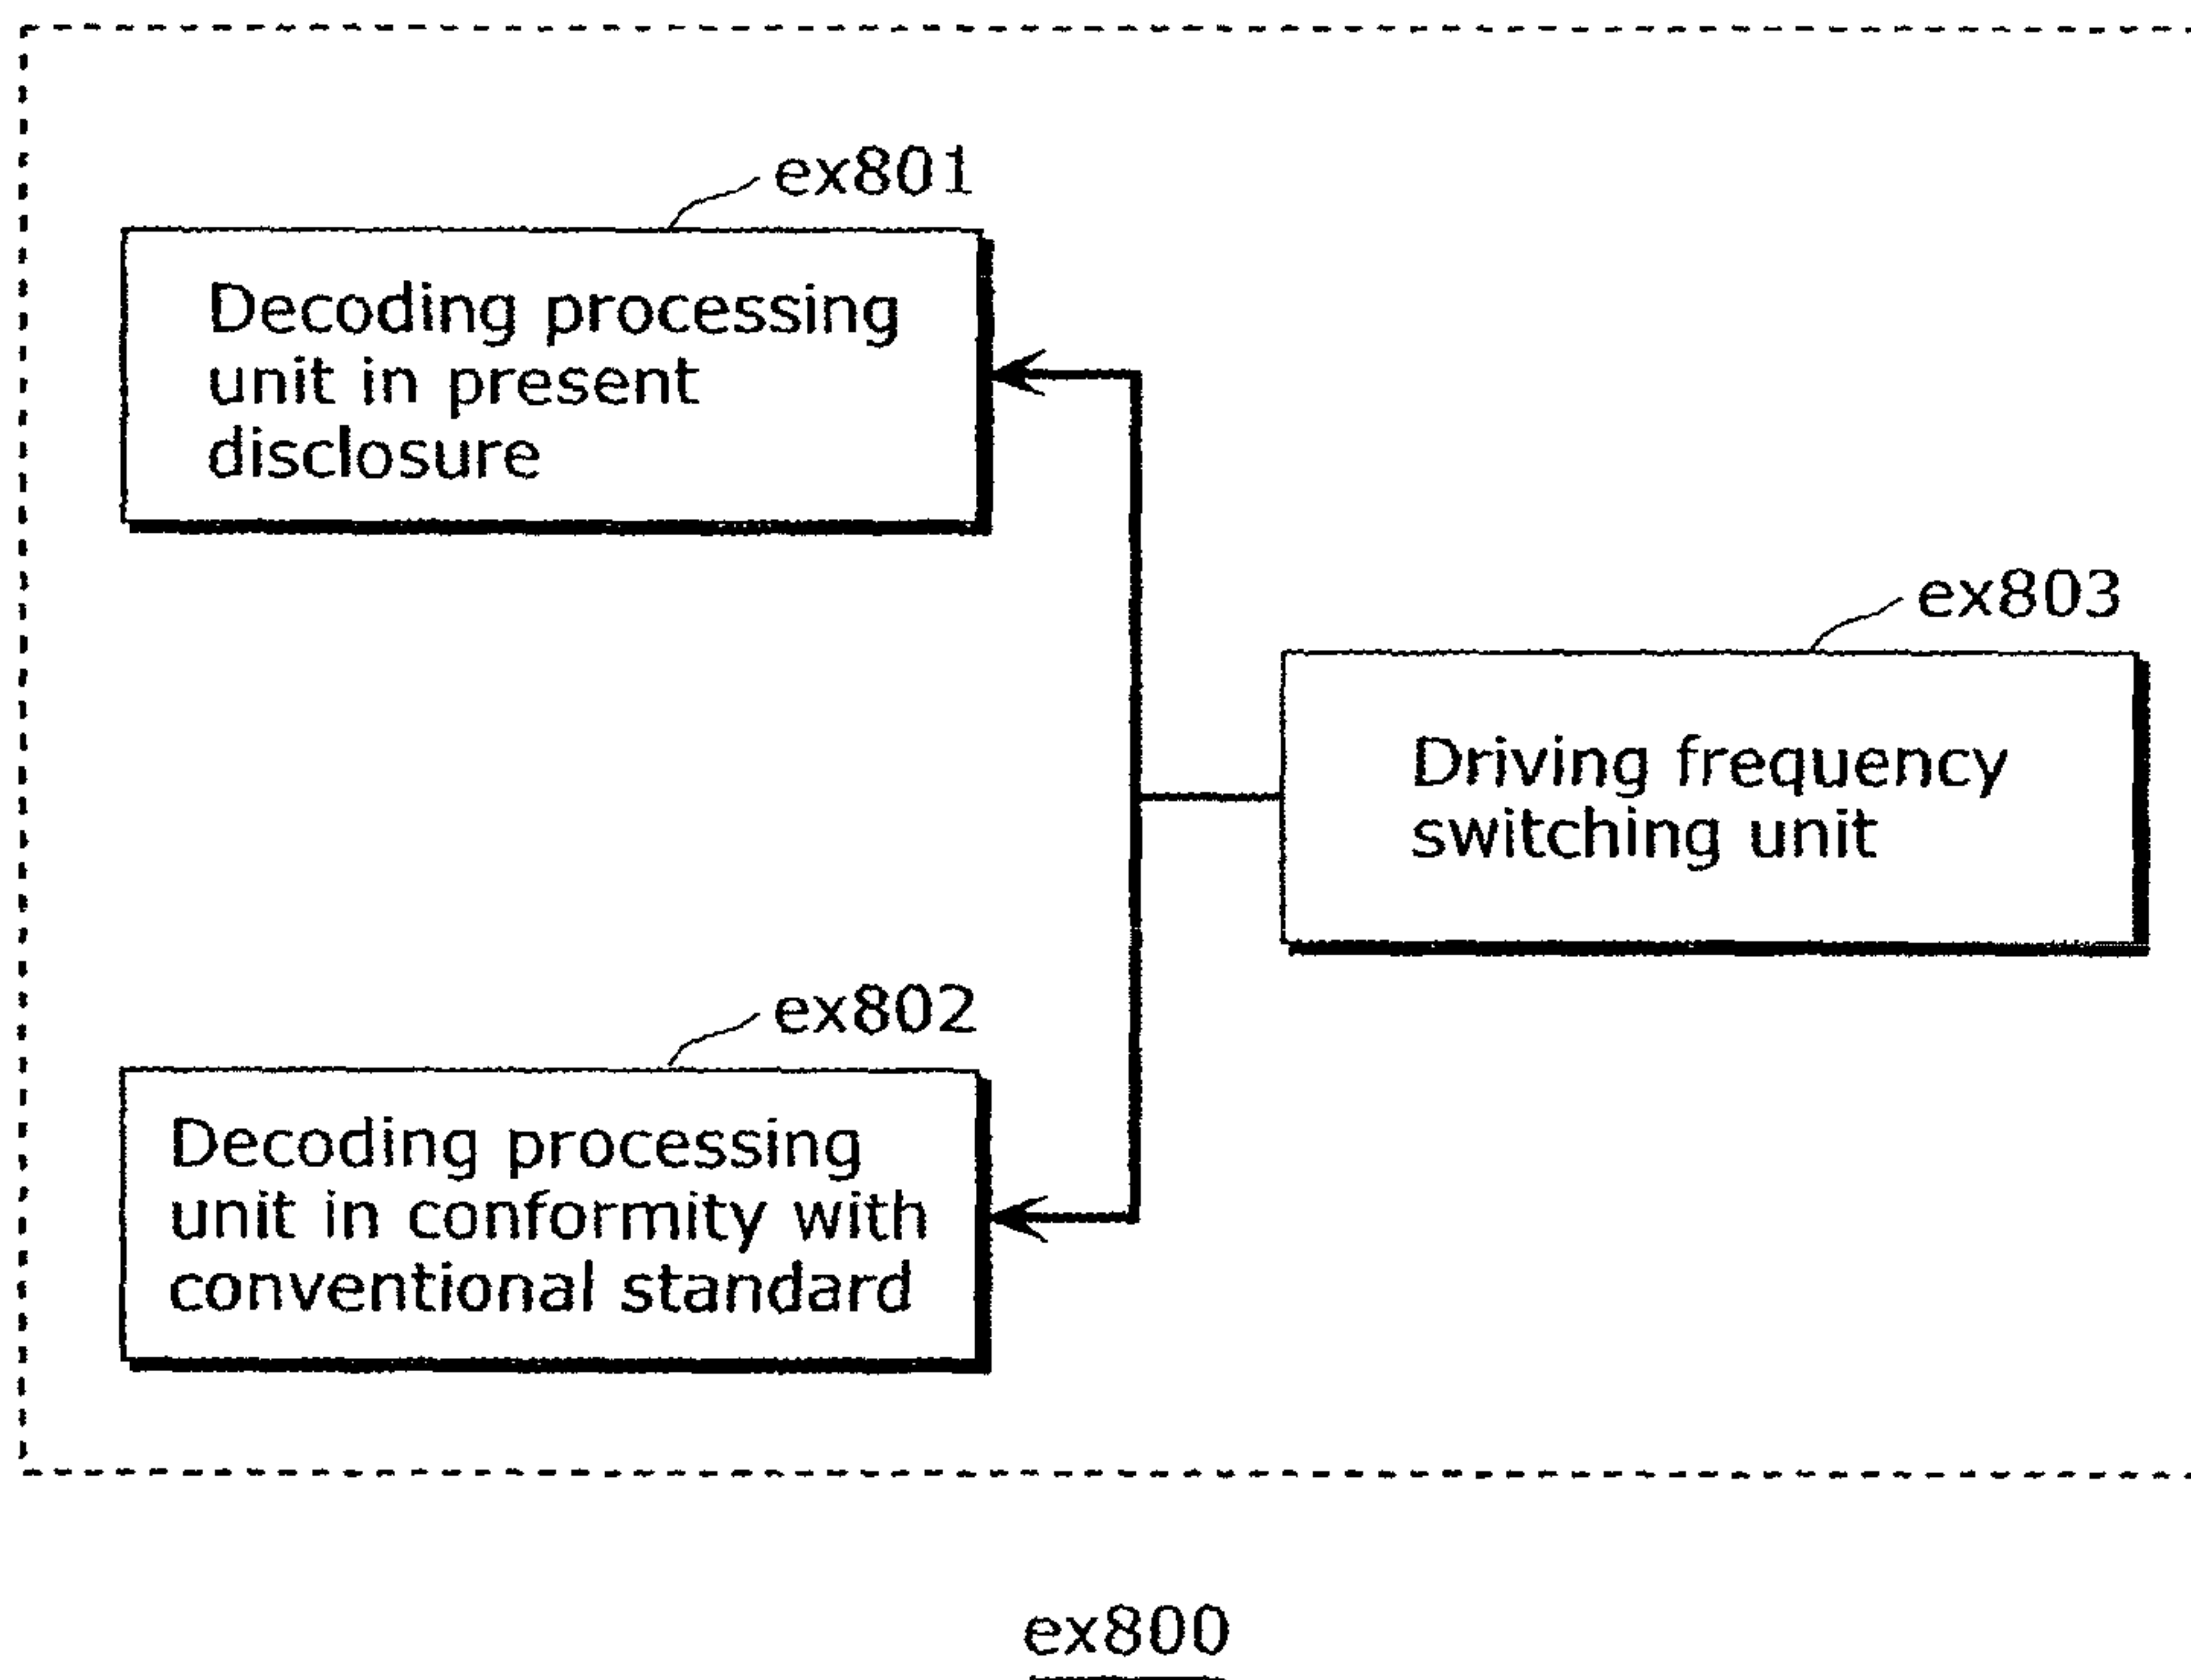 ex801
Decoding processing
unit in present
disclosure
ex803
Driving frequency
switching unit
ex802
Decoding processing
unit in conformity with
conventional standard
ex800